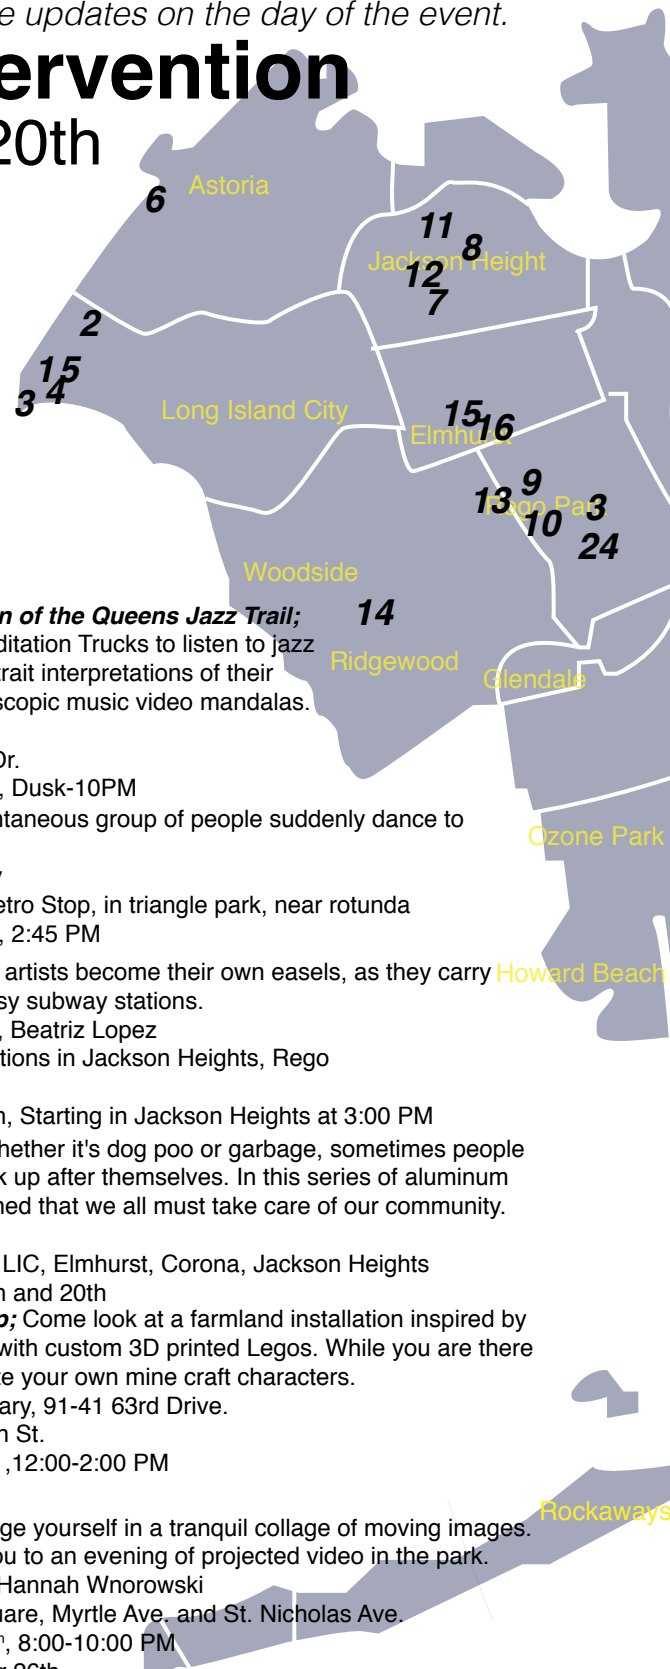 e updates on the day of the event.
ervention
20th
Astoria
6
11
8
Jackson Height
12
7
2
15
4
3
Long Island City
15
16
Elmhurst
9
13
Rego Park
3
10
24
Woodside
14
n of the Queens Jazz Trail;
ditation Trucks to listen to jazz
Ridgewood
trait interpretations of their
Glendale
scopic music video mandalas.
Dr.
, Dusk-10PM
ntaneous group of people suddenly dance to
Ozone Park
y
etro Stop, in triangle park, near rotunda
, 2:45 PM
artists become their own easels, as they carry
Howard Beach
sy subway stations.
, Beatriz Lopez
tions in Jackson Heights, Rego
n, Starting in Jackson Heights at 3:00 PM
hether it's dog poo or garbage, sometimes people
k up after themselves. In this series of aluminum
ned that we all must take care of our community.
LIC, Elmhurst, Corona, Jackson Heights
h and 20th
p; Come look at a farmland installation inspired by
with custom 3D printed Legos. While you are there
te your own mine craft characters.
ary, 91-41 63rd Drive.
h St.
,12:00-2:00 PM
Rockaways
ge yourself in a tranquil collage of moving images.
ou to an evening of projected video in the park.
Hannah Wnorowski
uare, Myrtle Ave. and St. Nicholas Ave.
h, 8:00-10:00 PM